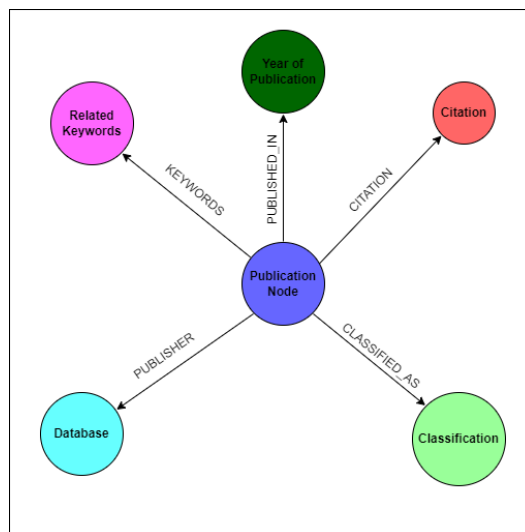 Year of
Publication
Related
Keywords
Citation
KEYWORDS
PUBLISHED_IN
CITATION
Publication
Node
PUBLISHER
CLASSIFIED_AS
Database
Classification